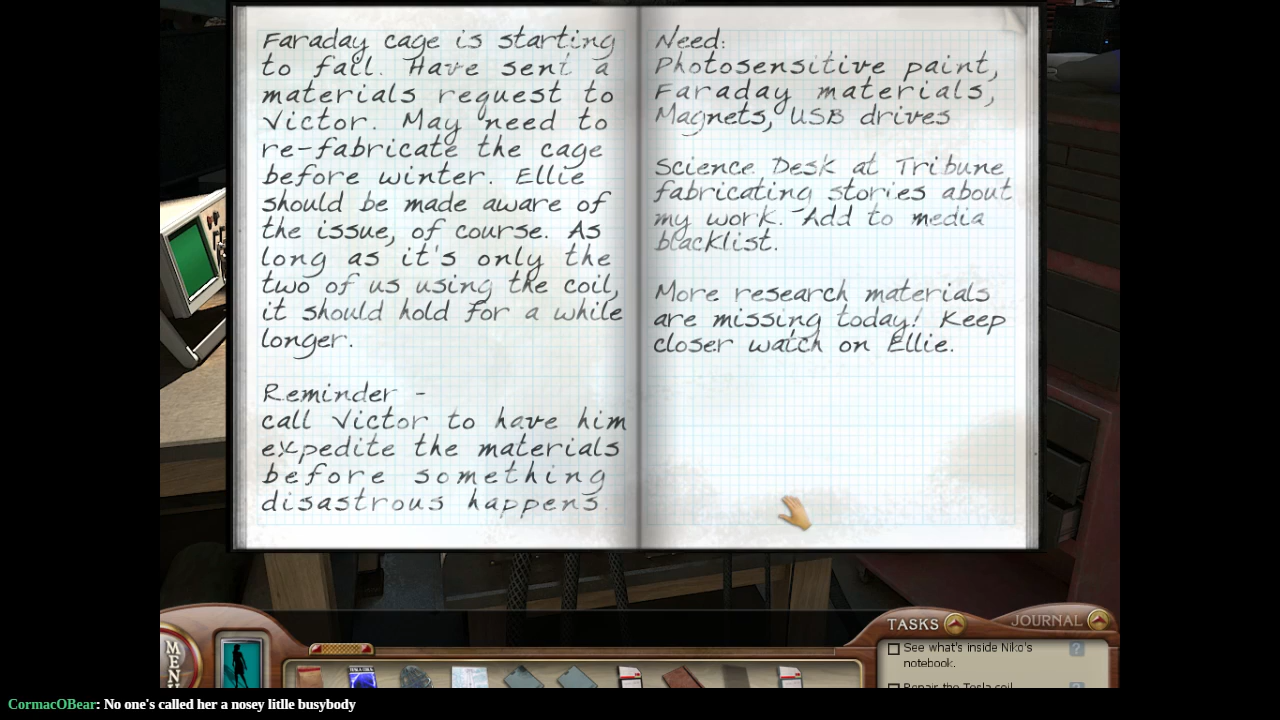 Faraday cage is starting
to fail. Have sent a
materials request to
Victor. May need to
re-fabricate the cage
before winter. Ellie
should be made aware of
the issue, of course. As
long as it's only the
two of us using the coil,
it should hold for a while
longer.
Reminder -
call Victor to have him
expedite the materials
before something
disastrous happens.
Need:
Photosensitive paint,
Faraday materials,
Magnets, USB drives
Science Desk at Tribune
fabricating stories about
my work. Add to media
blacklist.
More research materials
are missing today! Keep
closer watch on Ellie.
TASKS
JOURNAL
See what's inside Niko's
notebook.
Repair the Tesla coil
MENU
CormacOBear: No one's called her a nosey litlle busybody